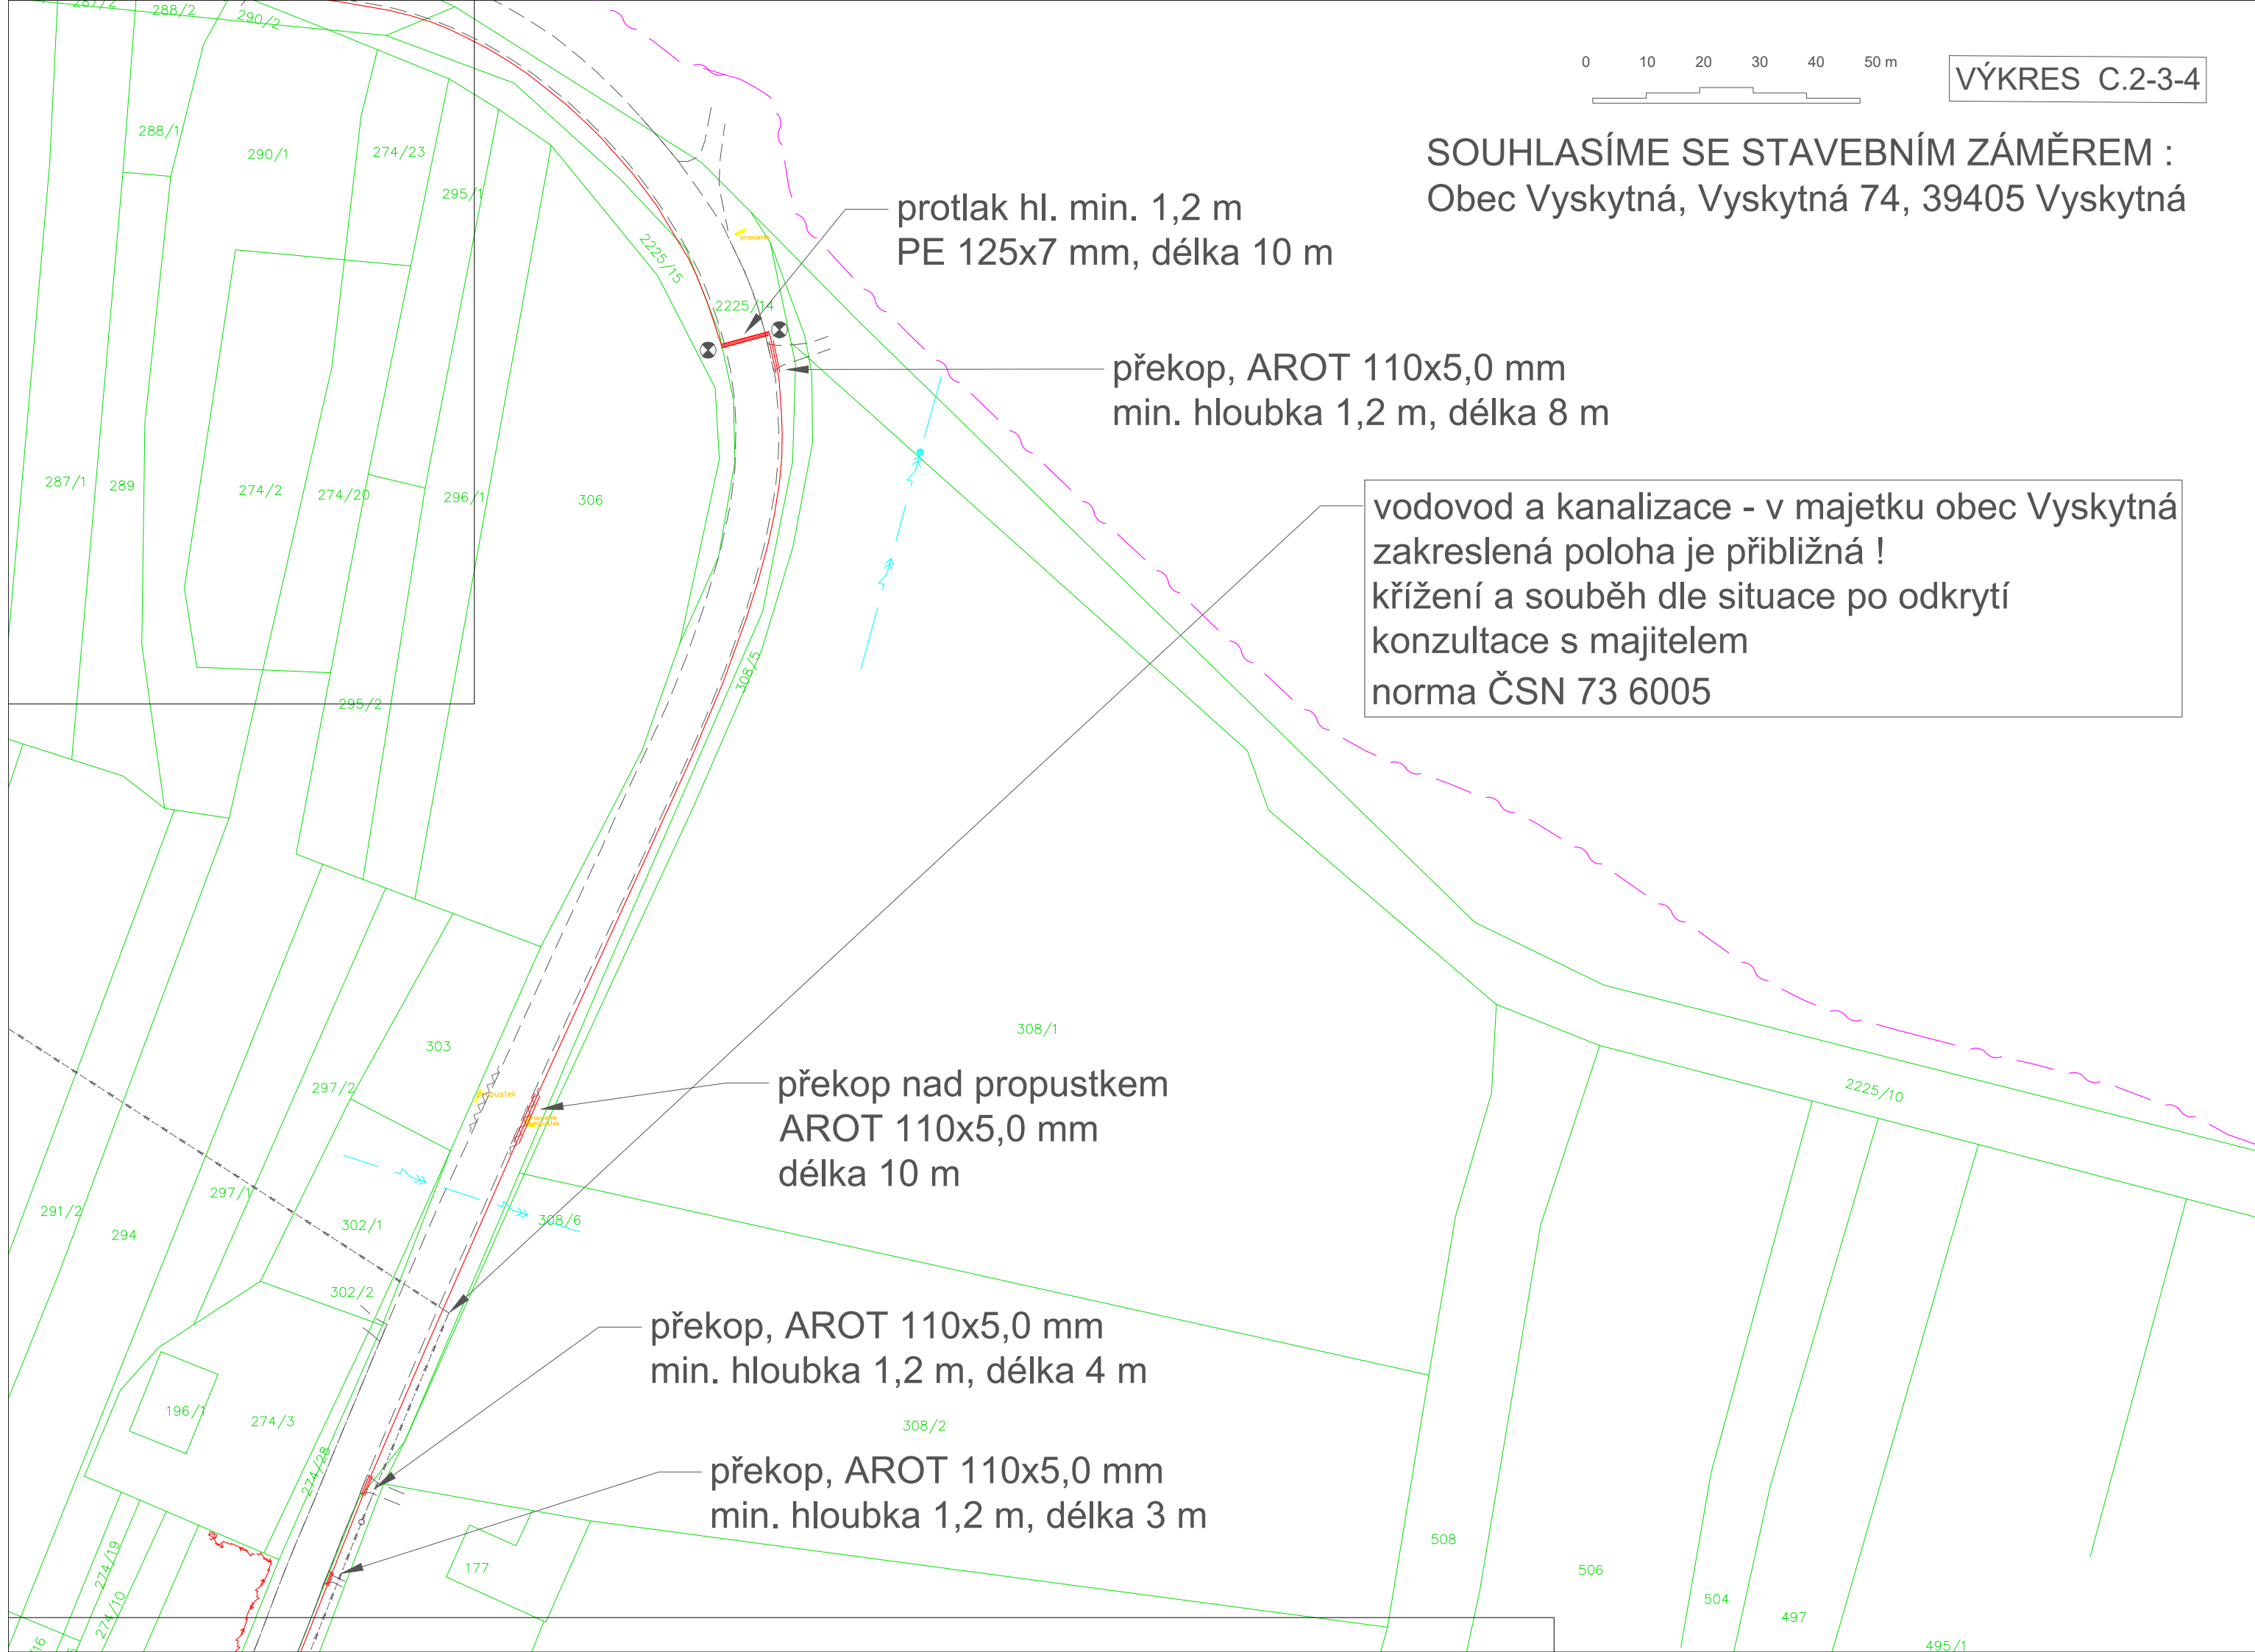 287/2
288/2
290/2
0 10 20 30 40 50 m
VÝKRES C.2-3-4
SOUHLASÍME SE STAVEBNÍM ZÁMĚREM :
Obec Vyskytná, Vyskytná 74, 39405 Vyskytná
288/1
290/1
274/23
295/1
2225/15
propustek
protlak hl. min. 1,2 m
PE 125x7 mm, délka 10 m
2225/14
překop, AROT 110x5,0 mm
min. hloubka 1,2 m, délka 8 m
287/1
289
274/2
274/20
296/1
306
vodovod a kanalizace - v majetku obec Vyskytná
zakreslená poloha je přibližná !
křížení a souběh dle situace po odkrytí
konzultace s majitelem
norma ČSN 73 6005
308/5
295/2
303
308/1
297/2
propustek
propustek
propustek
překop nad propustkem
AROT 110x5,0 mm
délka 10 m
2225/10
291/2
294
297/1
302/1
308/6
302/2
překop, AROT 110x5,0 mm
min. hloubka 1,2 m, délka 4 m
196/1
274/3
308/2
274/28
překop, AROT 110x5,0 mm
min. hloubka 1,2 m, délka 3 m
274/19
274/10
177
508
506
504
497
495/1